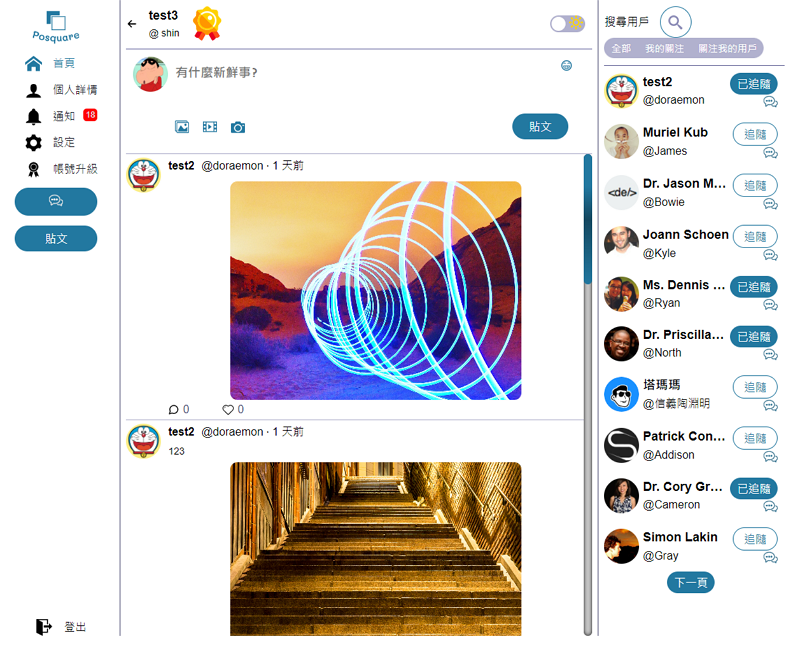 Posquare
首頁
個人詳情
通知 18
設定
帳號升級
貼文
登出
test3
@ shin
有什麼新鮮事?
貼文
test2 @doraemon · 1 天前
0 0
test2 @doraemon · 1 天前
123
搜尋用戶
全部 我的關注 關注我的用戶
test2 已追隨
@doraemon
Muriel Kub 追隨
@James
<de/>
Dr. Jason M... 追隨
@Bowie
Joann Schoen 追隨
@Kyle
Ms. Dennis ... 已追隨
@Ryan
Dr. Priscilla... 已追隨
@North
塔瑪瑪 追隨
@信義陶淵明
Patrick Con... 追隨
@Addison
Dr. Cory Gr... 已追隨
@Cameron
Simon Lakin 追隨
@Gray
下一頁